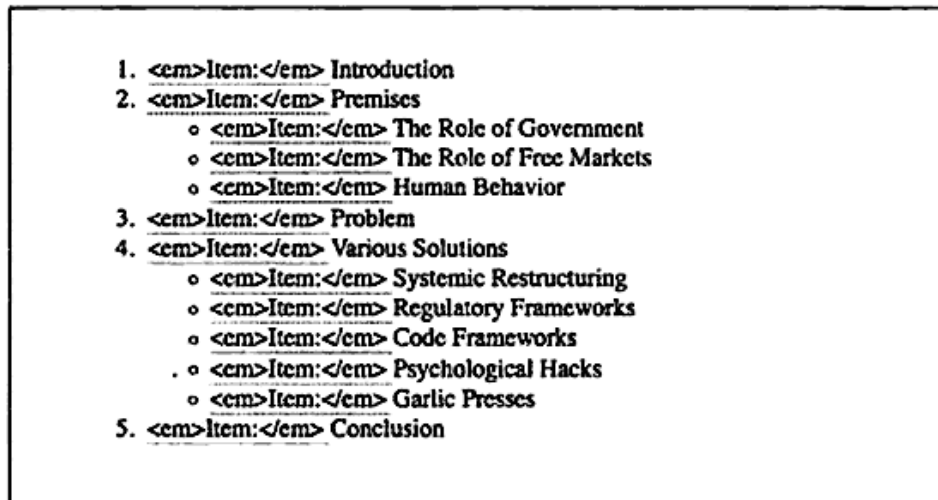 1. <em>Item:</em> Introduction
2. <em>Item:</em> Premises
o <em>Item:</em> The Role of Government
o <em>Item:</em> The Role of Free Markets
o <em>Item:</em> Human Behavior
3. <em>Item:</em> Problem
4. <em>Item:</em> Various Solutions
o <em>Item:</em> Systemic Restructuring
o <em>Item:</em> Regulatory Frameworks
o <em>Item:</em> Code Frameworks
o <em>Item:</em> Psychological Hacks
o <em>Item:</em> Garlic Presses
5. <em>Item:</em> Conclusion